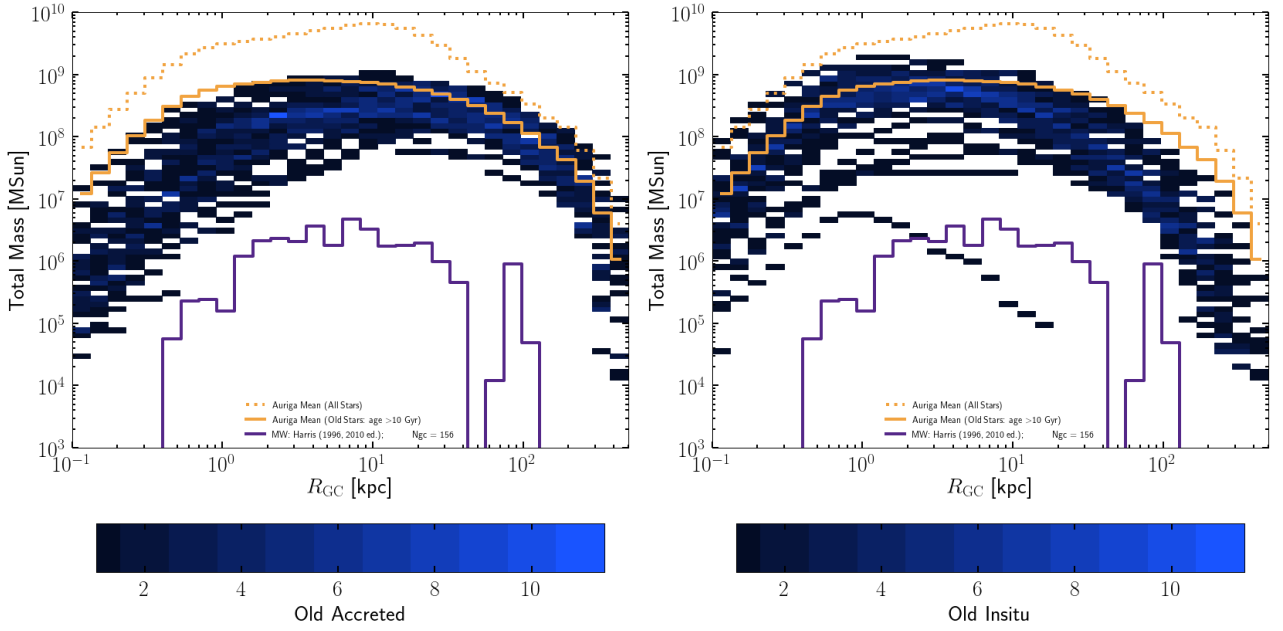 10^10
10^9
10^8
10^7
10^6
10^5
10^4
10^3
Total Mass [MSun]
Auriga Mean (All Stars)
Auriga Mean (Old Stars: age >10 Gyr)
MW: Harris (1996, 2010 ed.); Ngc = 156
10^−1 10^0 10^1 10^2
R_GC [kpc]
2 4 6 8 10
Old Accreted
10^10
10^9
10^8
10^7
10^6
10^5
10^4
10^3
Total Mass [MSun]
Auriga Mean (All Stars)
Auriga Mean (Old Stars: age >10 Gyr)
MW: Harris (1996, 2010 ed.); Ngc = 156
10^−1 10^0 10^1 10^2
R_GC [kpc]
2 4 6 8 10
Old Insitu